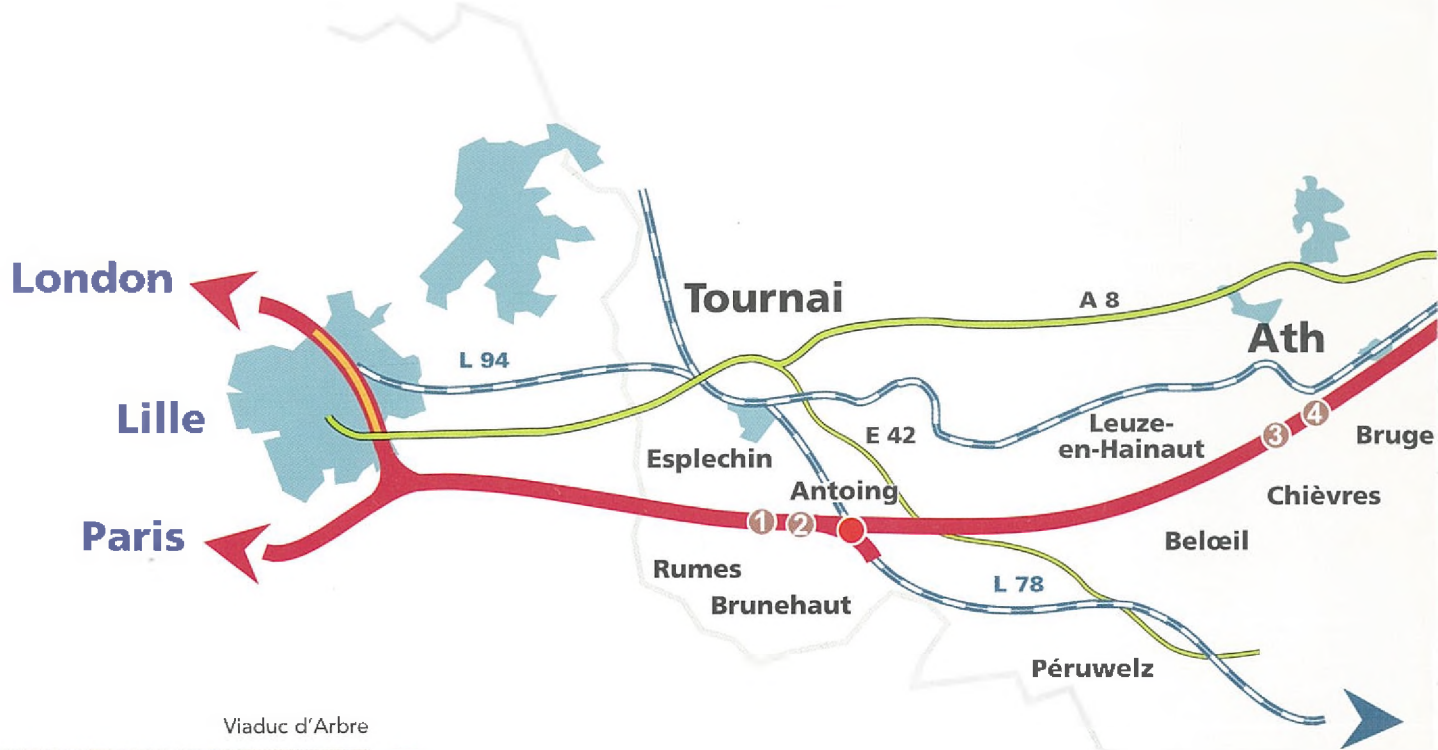 London
Tournai
A 8
Ath
L 94
Lille
E 42
Leuze-
en-Hainaut
3
4
Bruge
Esplechin
Antoing
Chièvres
1
2
Paris
Belœil
Rumes
L 78
Brunehaut
Péruwelz
Viaduc d'Arbre